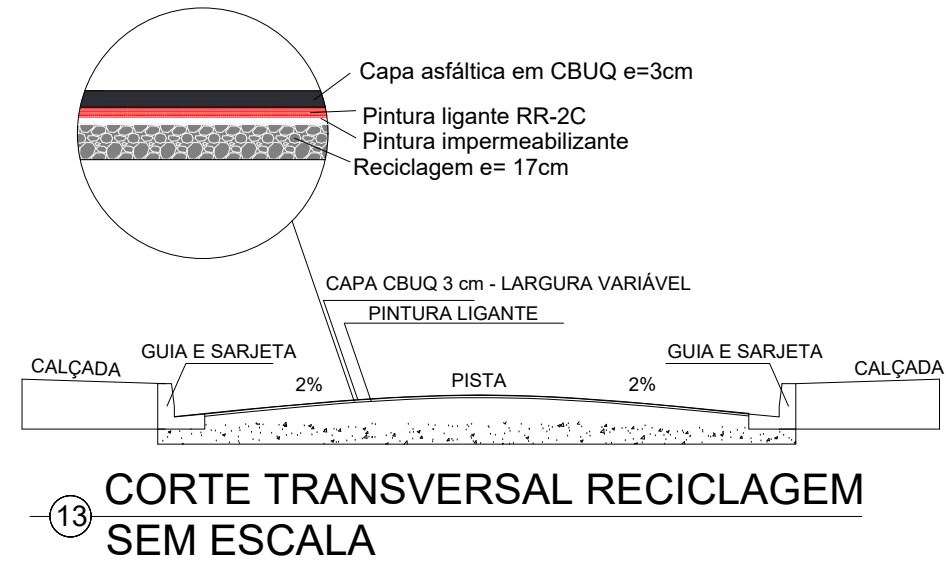 Capa asfáltica em CBUQ e=3cm
Pintura ligante RR-2C
Pintura impermeabilizante
Reciclagem e= 17cm
CAPA CBUQ 3 cm - LARGURA VARIÁVEL
PINTURA LIGANTE
CALÇADA
GUIA E SARJETA
2%
PISTA
2%
GUIA E SARJETA
CALÇADA
13
CORTE TRANSVERSAL RECICLAGEM
SEM ESCALA